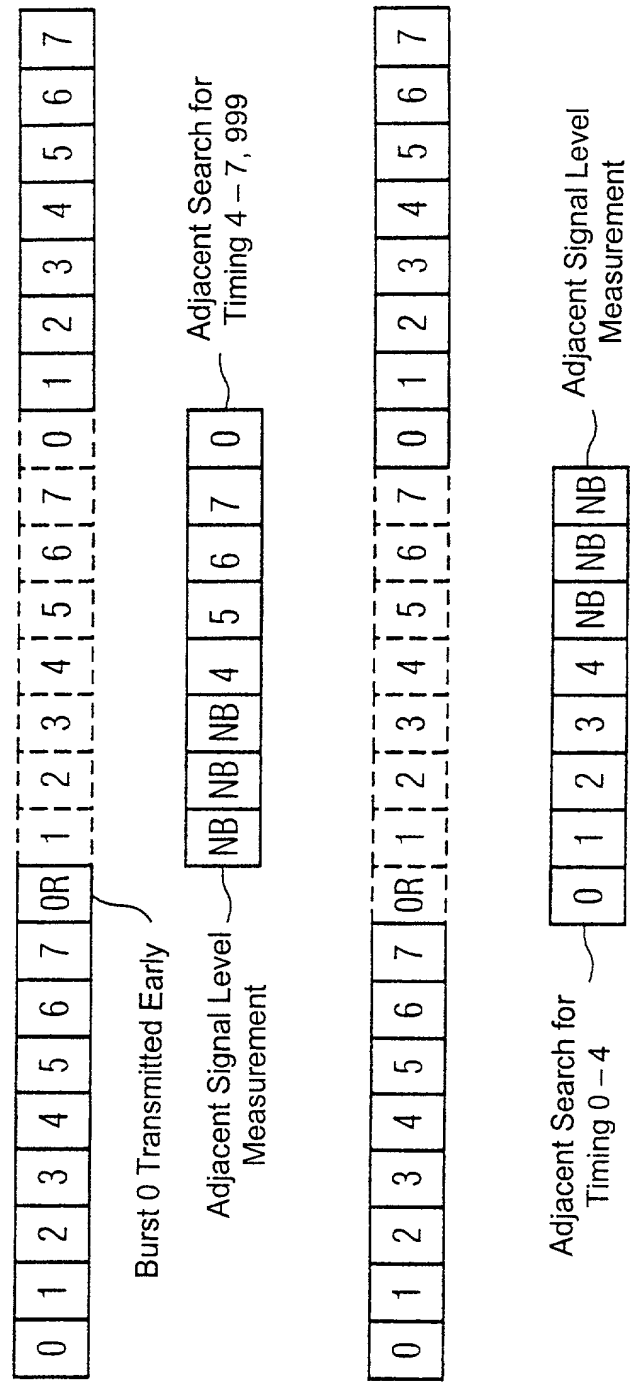 0 1 2 3 4 5 6 7 0R 1 2 3 4 5 6 7 0 1 2 3 4 5 6 7
Burst 0 Transmitted Early
NB NB NB 4 5 6 7 0
Adjacent Signal Level
Measurement
Adjacent Search for
Timing 4 – 7, 999
0 1 2 3 4 5 6 7 0R 1 2 3 4 5 6 7 0 1 2 3 4 5 6 7
0 1 2 3 4 NB NB NB
Adjacent Search for
Timing 0 – 4
Adjacent Signal Level
Measurement